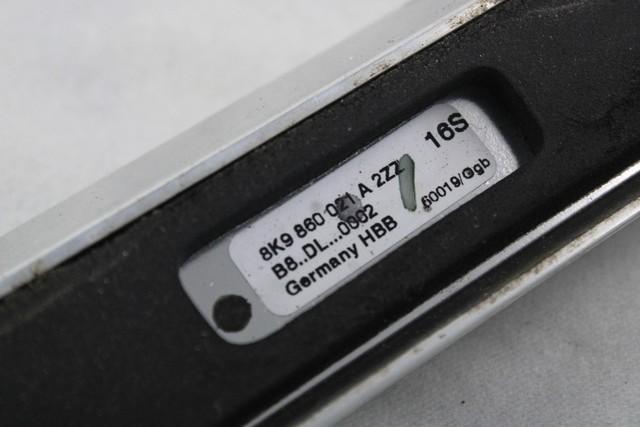 16S
8K9 860 021 A 2ZZ
B8..DL...0002
Germany HBB
60019/Ggb